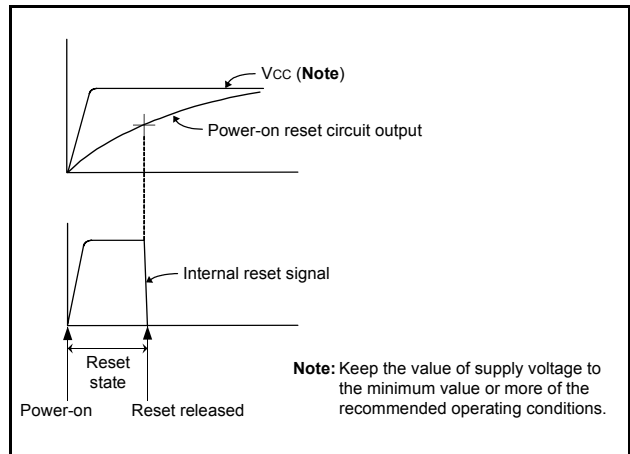 VCC (Note)
Power-on reset circuit output
Internal reset signal
Reset
state
Power-on
Reset released
Note: Keep the value of supply voltage to
the minimum value or more of the
recommended operating conditions.